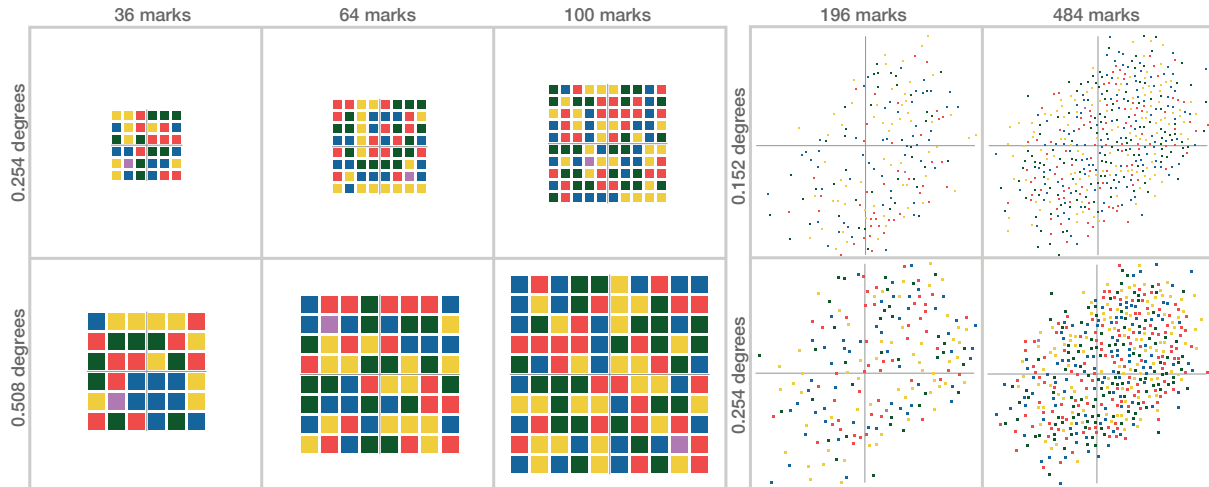 36 marks
64 marks
100 marks
196 marks
484 marks
0.254 degrees
0.152 degrees
0.508 degrees
0.254 degrees